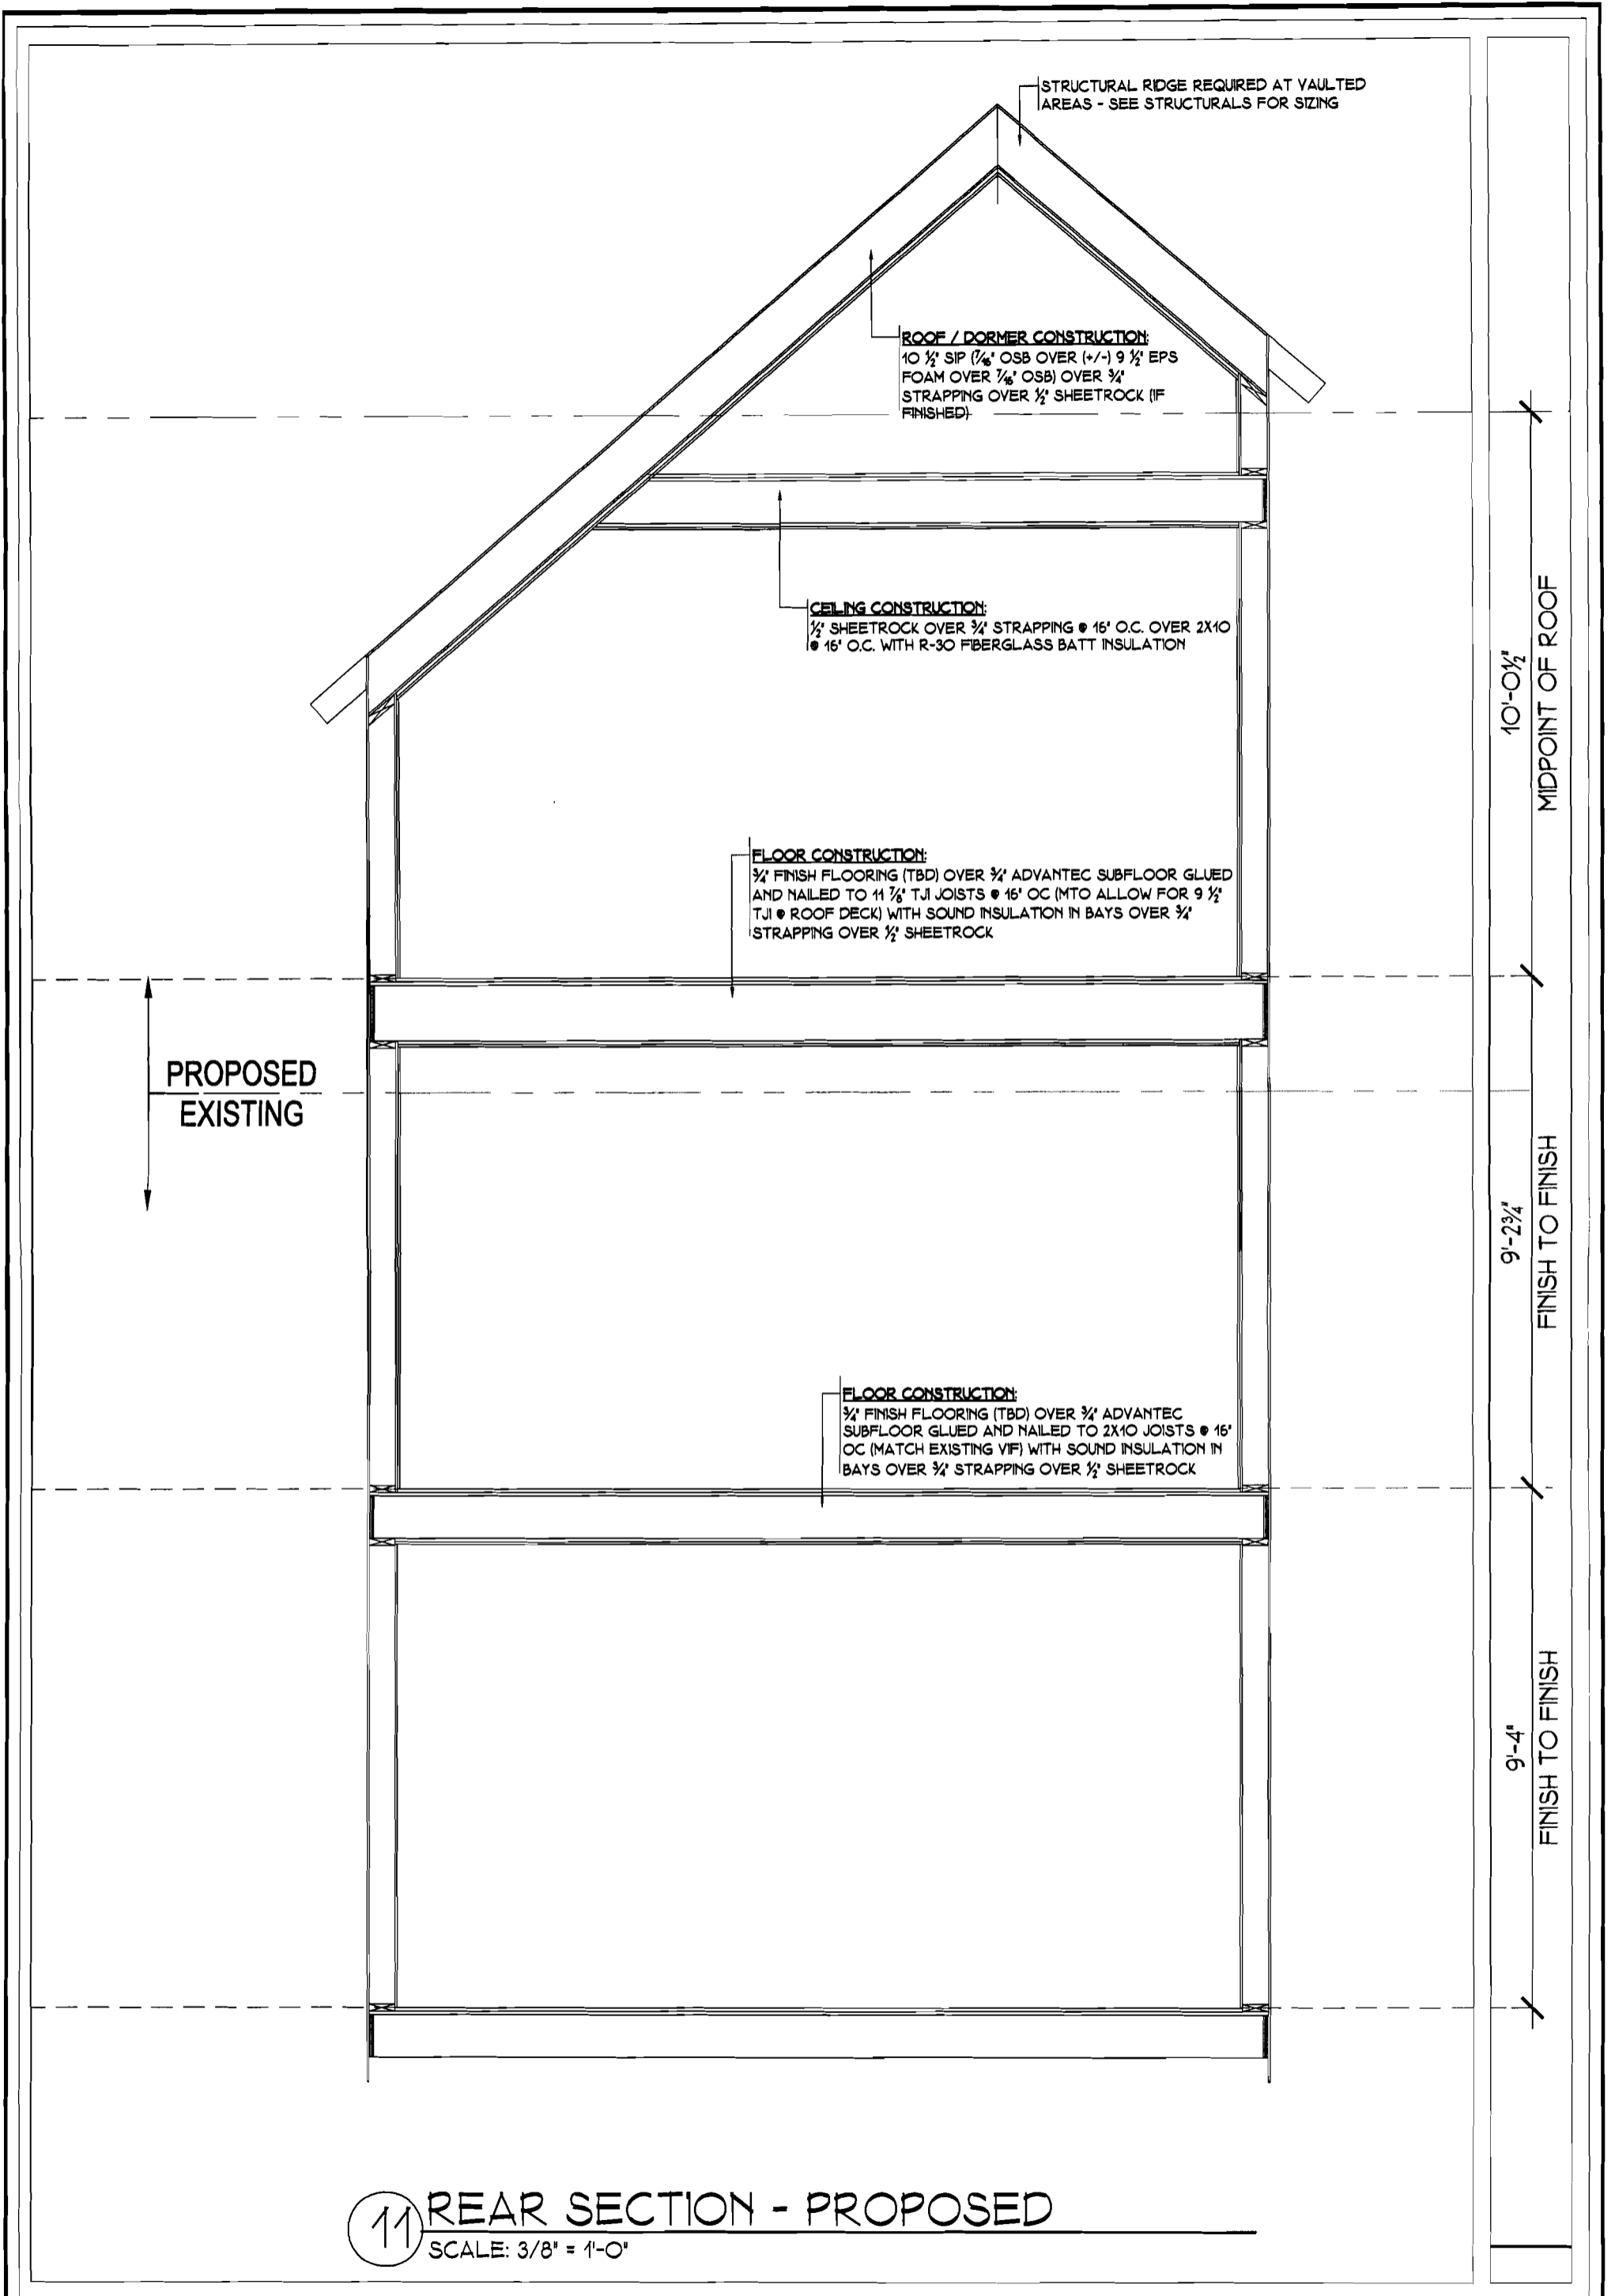 STRUCTURAL RIDGE REQUIRED AT VAULTED
AREAS - SEE STRUCTURALS FOR SIZING
ROOF / DORMER CONSTRUCTION:
10 ½" SIP (7⁄16" OSB OVER (+/-) 9 ½" EPS
FOAM OVER 7⁄16" OSB) OVER ¾"
STRAPPING OVER ½" SHEETROCK (IF
FINISHED)
CEILING CONSTRUCTION:
½" SHEETROCK OVER ¾" STRAPPING @ 16" O.C. OVER 2X10
@ 16" O.C. WITH R-30 FIBERGLASS BATT INSULATION
10'-0½"
MIDPOINT OF ROOF
FLOOR CONSTRUCTION:
¾" FINISH FLOORING (TBD) OVER ¾" ADVANTEC SUBFLOOR GLUED
AND NAILED TO 11 ⅞" TJI JOISTS @ 16" OC (MTO ALLOW FOR 9 ½"
TJI @ ROOF DECK) WITH SOUND INSULATION IN BAYS OVER ¾"
STRAPPING OVER ½" SHEETROCK
PROPOSED
EXISTING
9'-2¾"
FINISH TO FINISH
FLOOR CONSTRUCTION:
¾" FINISH FLOORING (TBD) OVER ¾" ADVANTEC
SUBFLOOR GLUED AND NAILED TO 2X10 JOISTS @ 16"
OC (MATCH EXISTING VIF) WITH SOUND INSULATION IN
BAYS OVER ¾" STRAPPING OVER ½" SHEETROCK
9'-4"
FINISH TO FINISH
11 REAR SECTION - PROPOSED
SCALE: 3/8" = 1'-0"